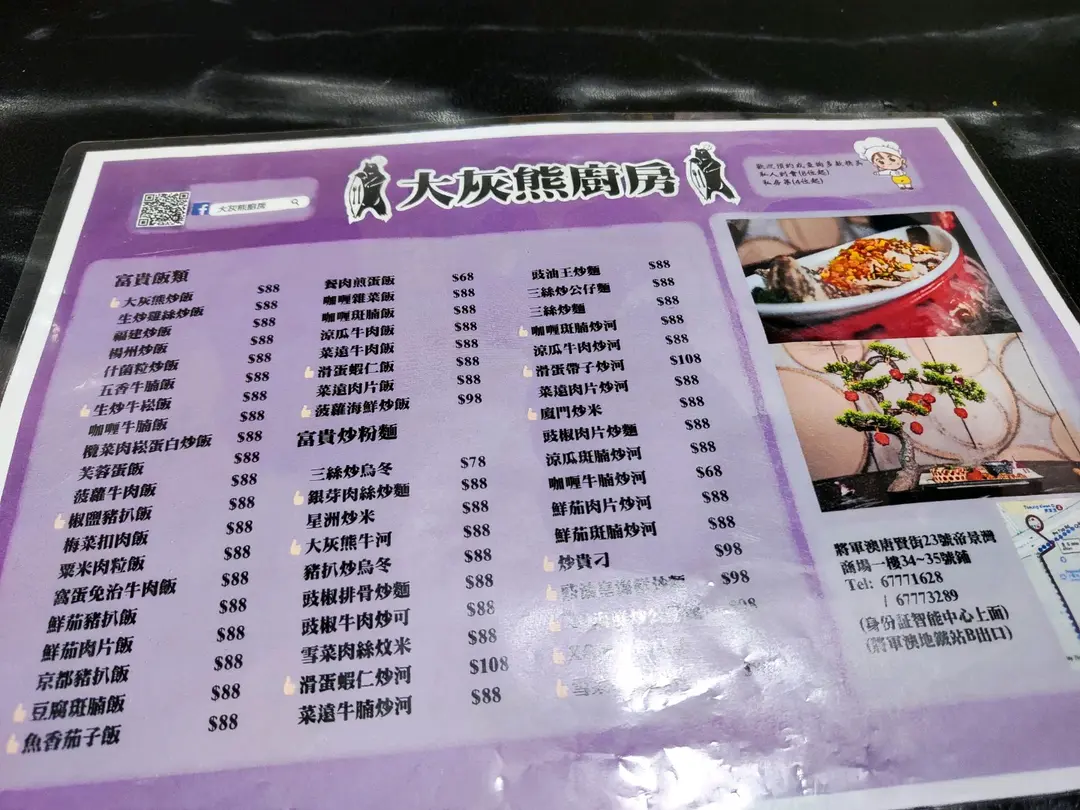 大灰熊廚房
大灰熊廚房
歡迎預約或查詢多款模式
私人到會(8位起)
私房菜(4位起)
富貴飯類
大灰熊炒飯 $88
生炒雞絲炒飯 $88
福建炒飯 $88
楊州炒飯 $88
什菌粒炒飯 $88
五香牛腩飯 $88
生炒牛崧飯 $88
咖喱牛腩飯 $88
欖菜肉崧蛋白炒飯 $88
芙蓉蛋飯 $88
菠蘿牛肉飯 $88
椒鹽豬扒飯 $88
梅菜扣肉飯 $88
粟米肉粒飯 $88
窩蛋免治牛肉飯 $88
鮮茄豬扒飯 $88
鮮茄肉片飯 $88
京都豬扒飯 $88
豆腐斑腩飯 $88
魚香茄子飯 $88
餐肉煎蛋飯 $68
咖喱雜菜飯 $88
咖喱斑腩飯 $88
涼瓜牛肉飯 $88
菜遠牛肉飯 $88
滑蛋蝦仁飯 $88
菜遠肉片飯 $88
菠蘿海鮮炒飯 $98
富貴炒粉麵
三絲炒烏冬 $78
銀芽肉絲炒麵 $88
星洲炒米 $88
大灰熊牛河 $88
豬扒炒烏冬 $88
豉椒排骨炒麵 $88
豉椒牛肉炒可 $88
雪菜肉絲炆米 $88
滑蛋蝦仁炒河 $108
菜遠牛腩炒河 $88
豉油王炒麵 $88
三絲炒公仔麵 $88
三絲炒麵 $88
咖喱斑腩炒河 $88
涼瓜牛肉炒河 $88
滑蛋帶子炒河 $108
菜遠肉片炒河 $88
廈門炒米 $88
豉椒肉片炒麵 $88
涼瓜斑腩炒河 $88
咖喱牛腩炒河 $68
鮮茄肉片炒河 $88
鮮茄斑腩炒河 $88
炒貴刁 $98
$98
將軍澳唐賢街23號帝景灣
商場一樓34~35號鋪
Tel: 67771628
/ 67773289
(身份証智能中心上面)
(將軍澳地鐵站B出口)